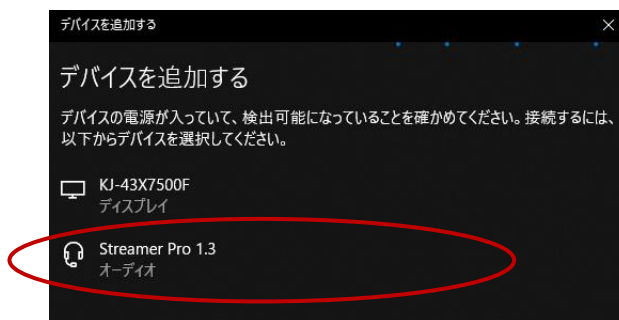 デバイスを追加する
デバイスを追加する
デバイスの電源が入っていて、検出可能になっていることを確かめてください。接続するには、
以下からデバイスを選択してください。
KJ-43X7500F
ディスプレイ
Streamer Pro 1.3
オーディオ